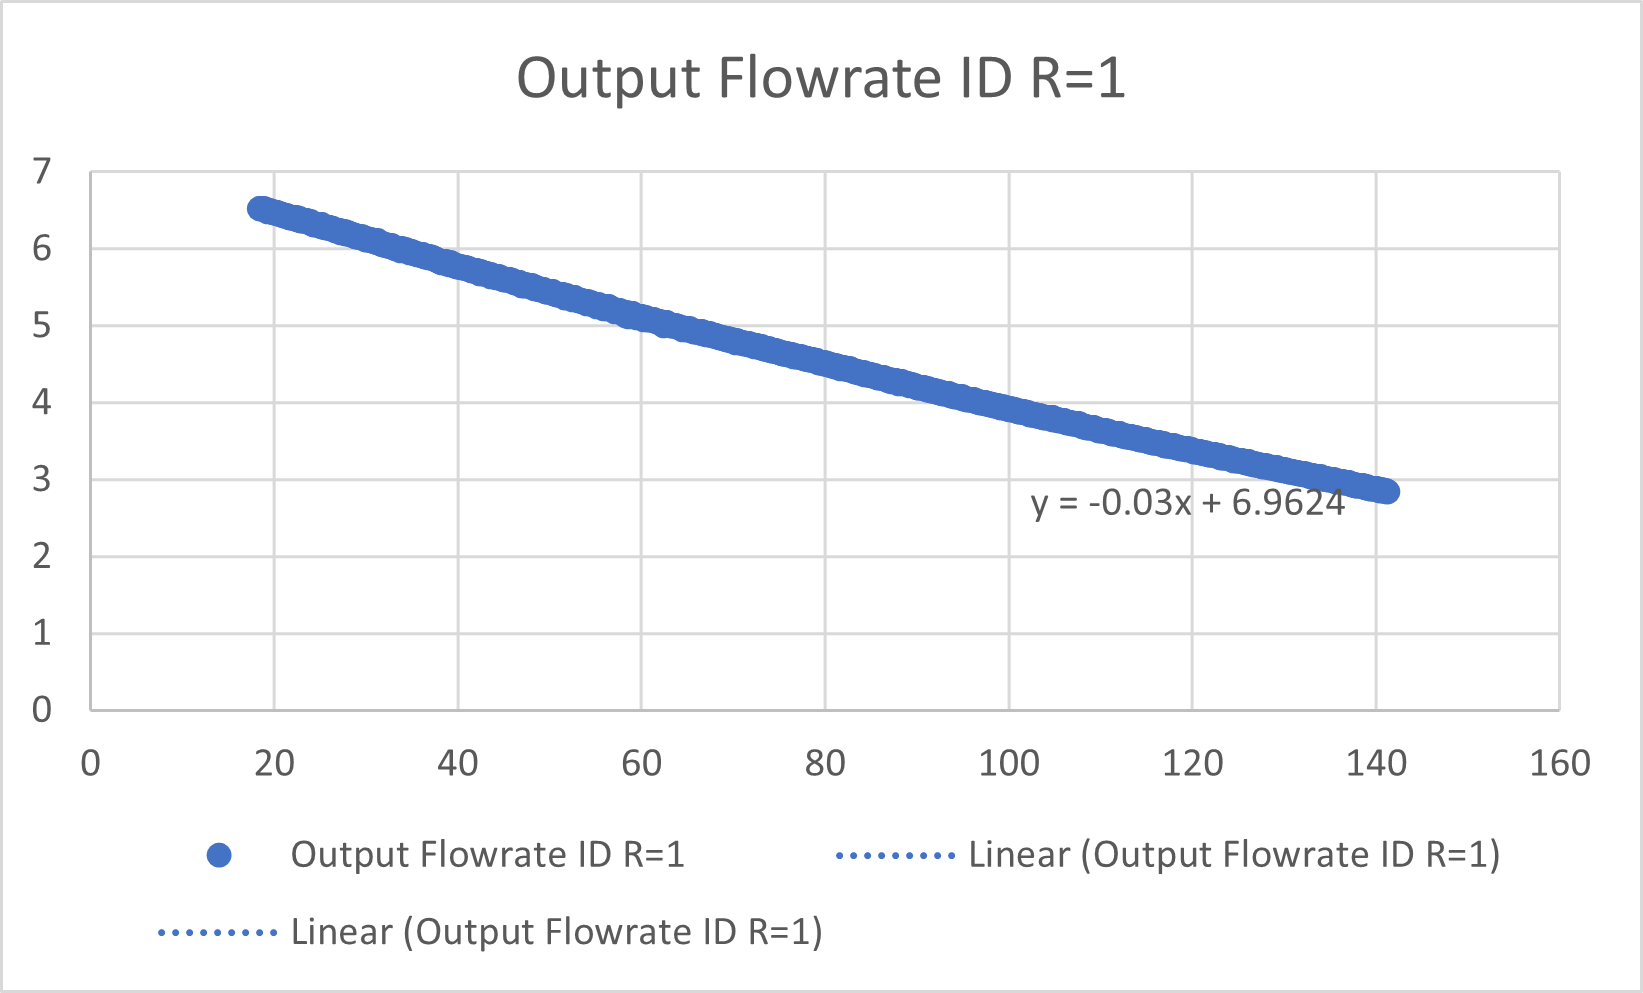 Output Flowrate ID R=1
7
6
5
4
3
2
1
0
y = -0.03x + 6.9624
0 20 40 60 80 100 120 140 160
Output Flowrate ID R=1 Linear (Output Flowrate ID R=1)
Linear (Output Flowrate ID R=1)